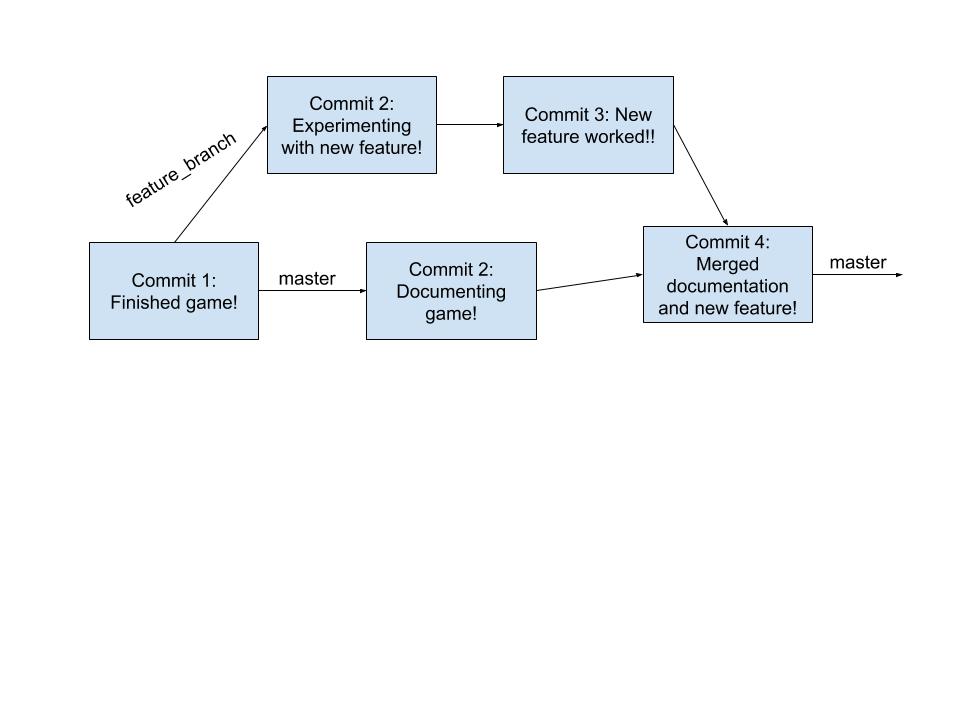 Commit 2:
Experimenting
with new feature!
Commit 3: New
feature worked!!
feature_branch
Commit 1:
Finished game!
master
Commit 2:
Documenting
game!
Commit 4:
Merged
documentation
and new feature!
master